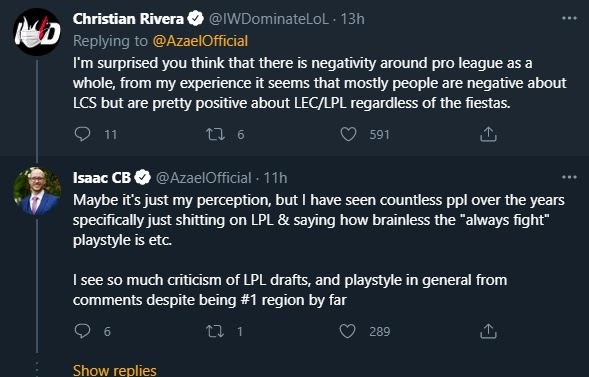 Christian Rivera @IWDominateLoL · 13h
Replying to @AzaelOfficial
I'm surprised you think that there is negativity around pro league as a
whole, from my experience it seems that mostly people are negative about
LCS but are pretty positive about LEC/LPL regardless of the fiestas.
11 6 591
Isaac CB @AzaelOfficial · 11h
Maybe it's just my perception, but I have seen countless ppl over the years
specifically just shitting on LPL & saying how brainless the "always fight"
playstyle is etc.
I see so much criticism of LPL drafts, and playstyle in general from
comments despite being #1 region by far
6 1 289
Show replies